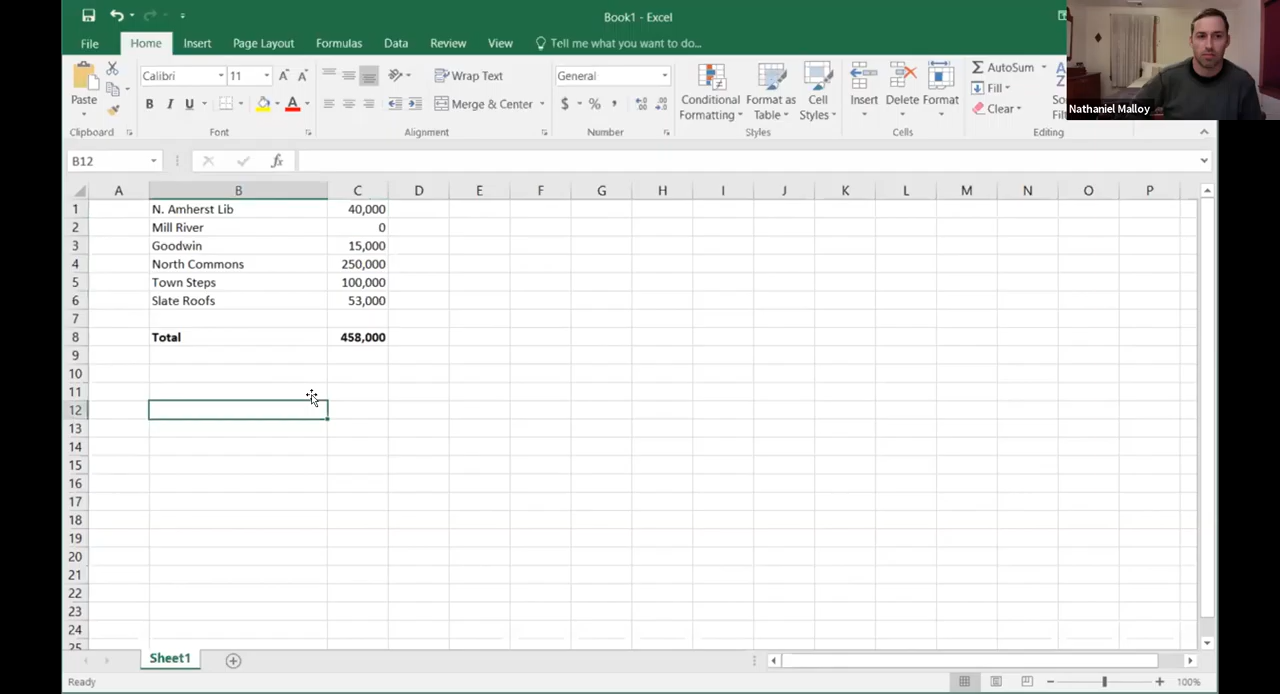 Book1 - Excel
File Home Insert Page Layout Formulas Data Review View Tell me what you want to do...
Paste
Clipboard
Calibri 11
B I U
Font
Wrap Text
Merge & Center
Alignment
General
$ % ,
Number
Conditional Formatting
Format as Table
Cell Styles
Styles
Insert Delete Format
Cells
AutoSum
Fill
Clear
Editing
Nathaniel Malloy
B12 fx
A B C D E F G H I J K L M N O P
1 N. Amherst Lib 40,000
2 Mill River 0
3 Goodwin 15,000
4 North Commons 250,000
5 Town Steps 100,000
6 Slate Roofs 53,000
7
8 Total 458,000
9
10
11
12
13
14
15
16
17
18
19
20
21
22
23
24
25
Sheet1
Ready 100%